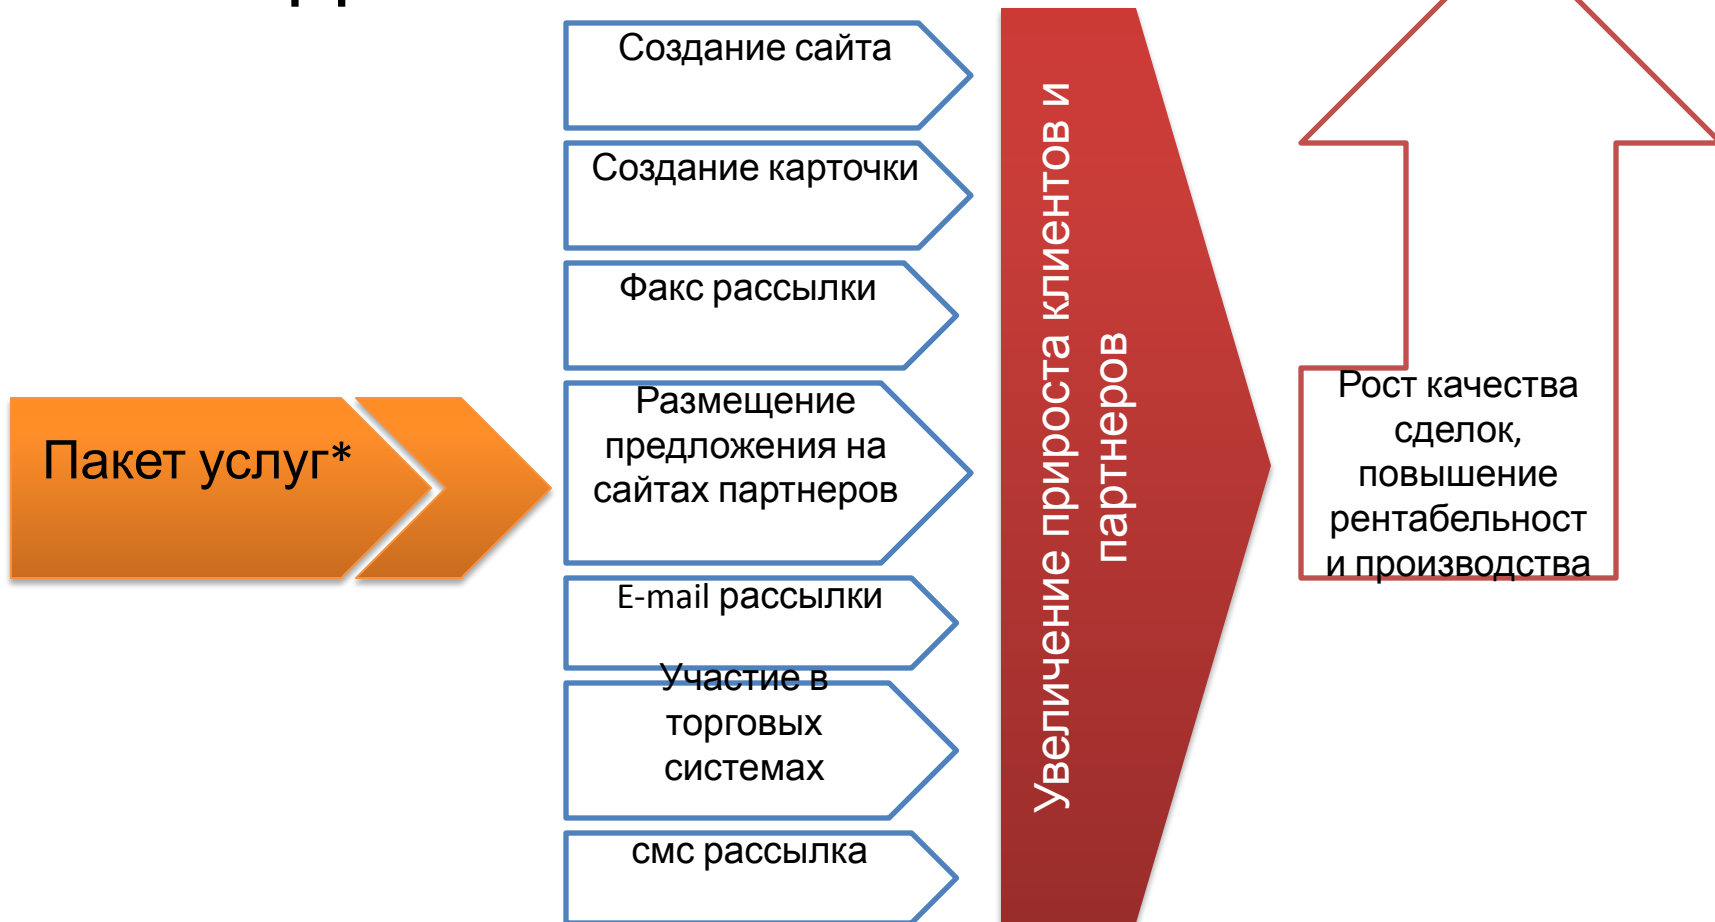 Создание сайта
Создание карточки
Факс рассылки
Размещение
предложения на
сайтах партнеров
E-mail рассылки
Участие в
торговых
системах
смс рассылка
Пакет услуг*
Увеличение прироста клиентов и
партнеров
Рост качества
сделок,
повышение
рентабельност
и производства